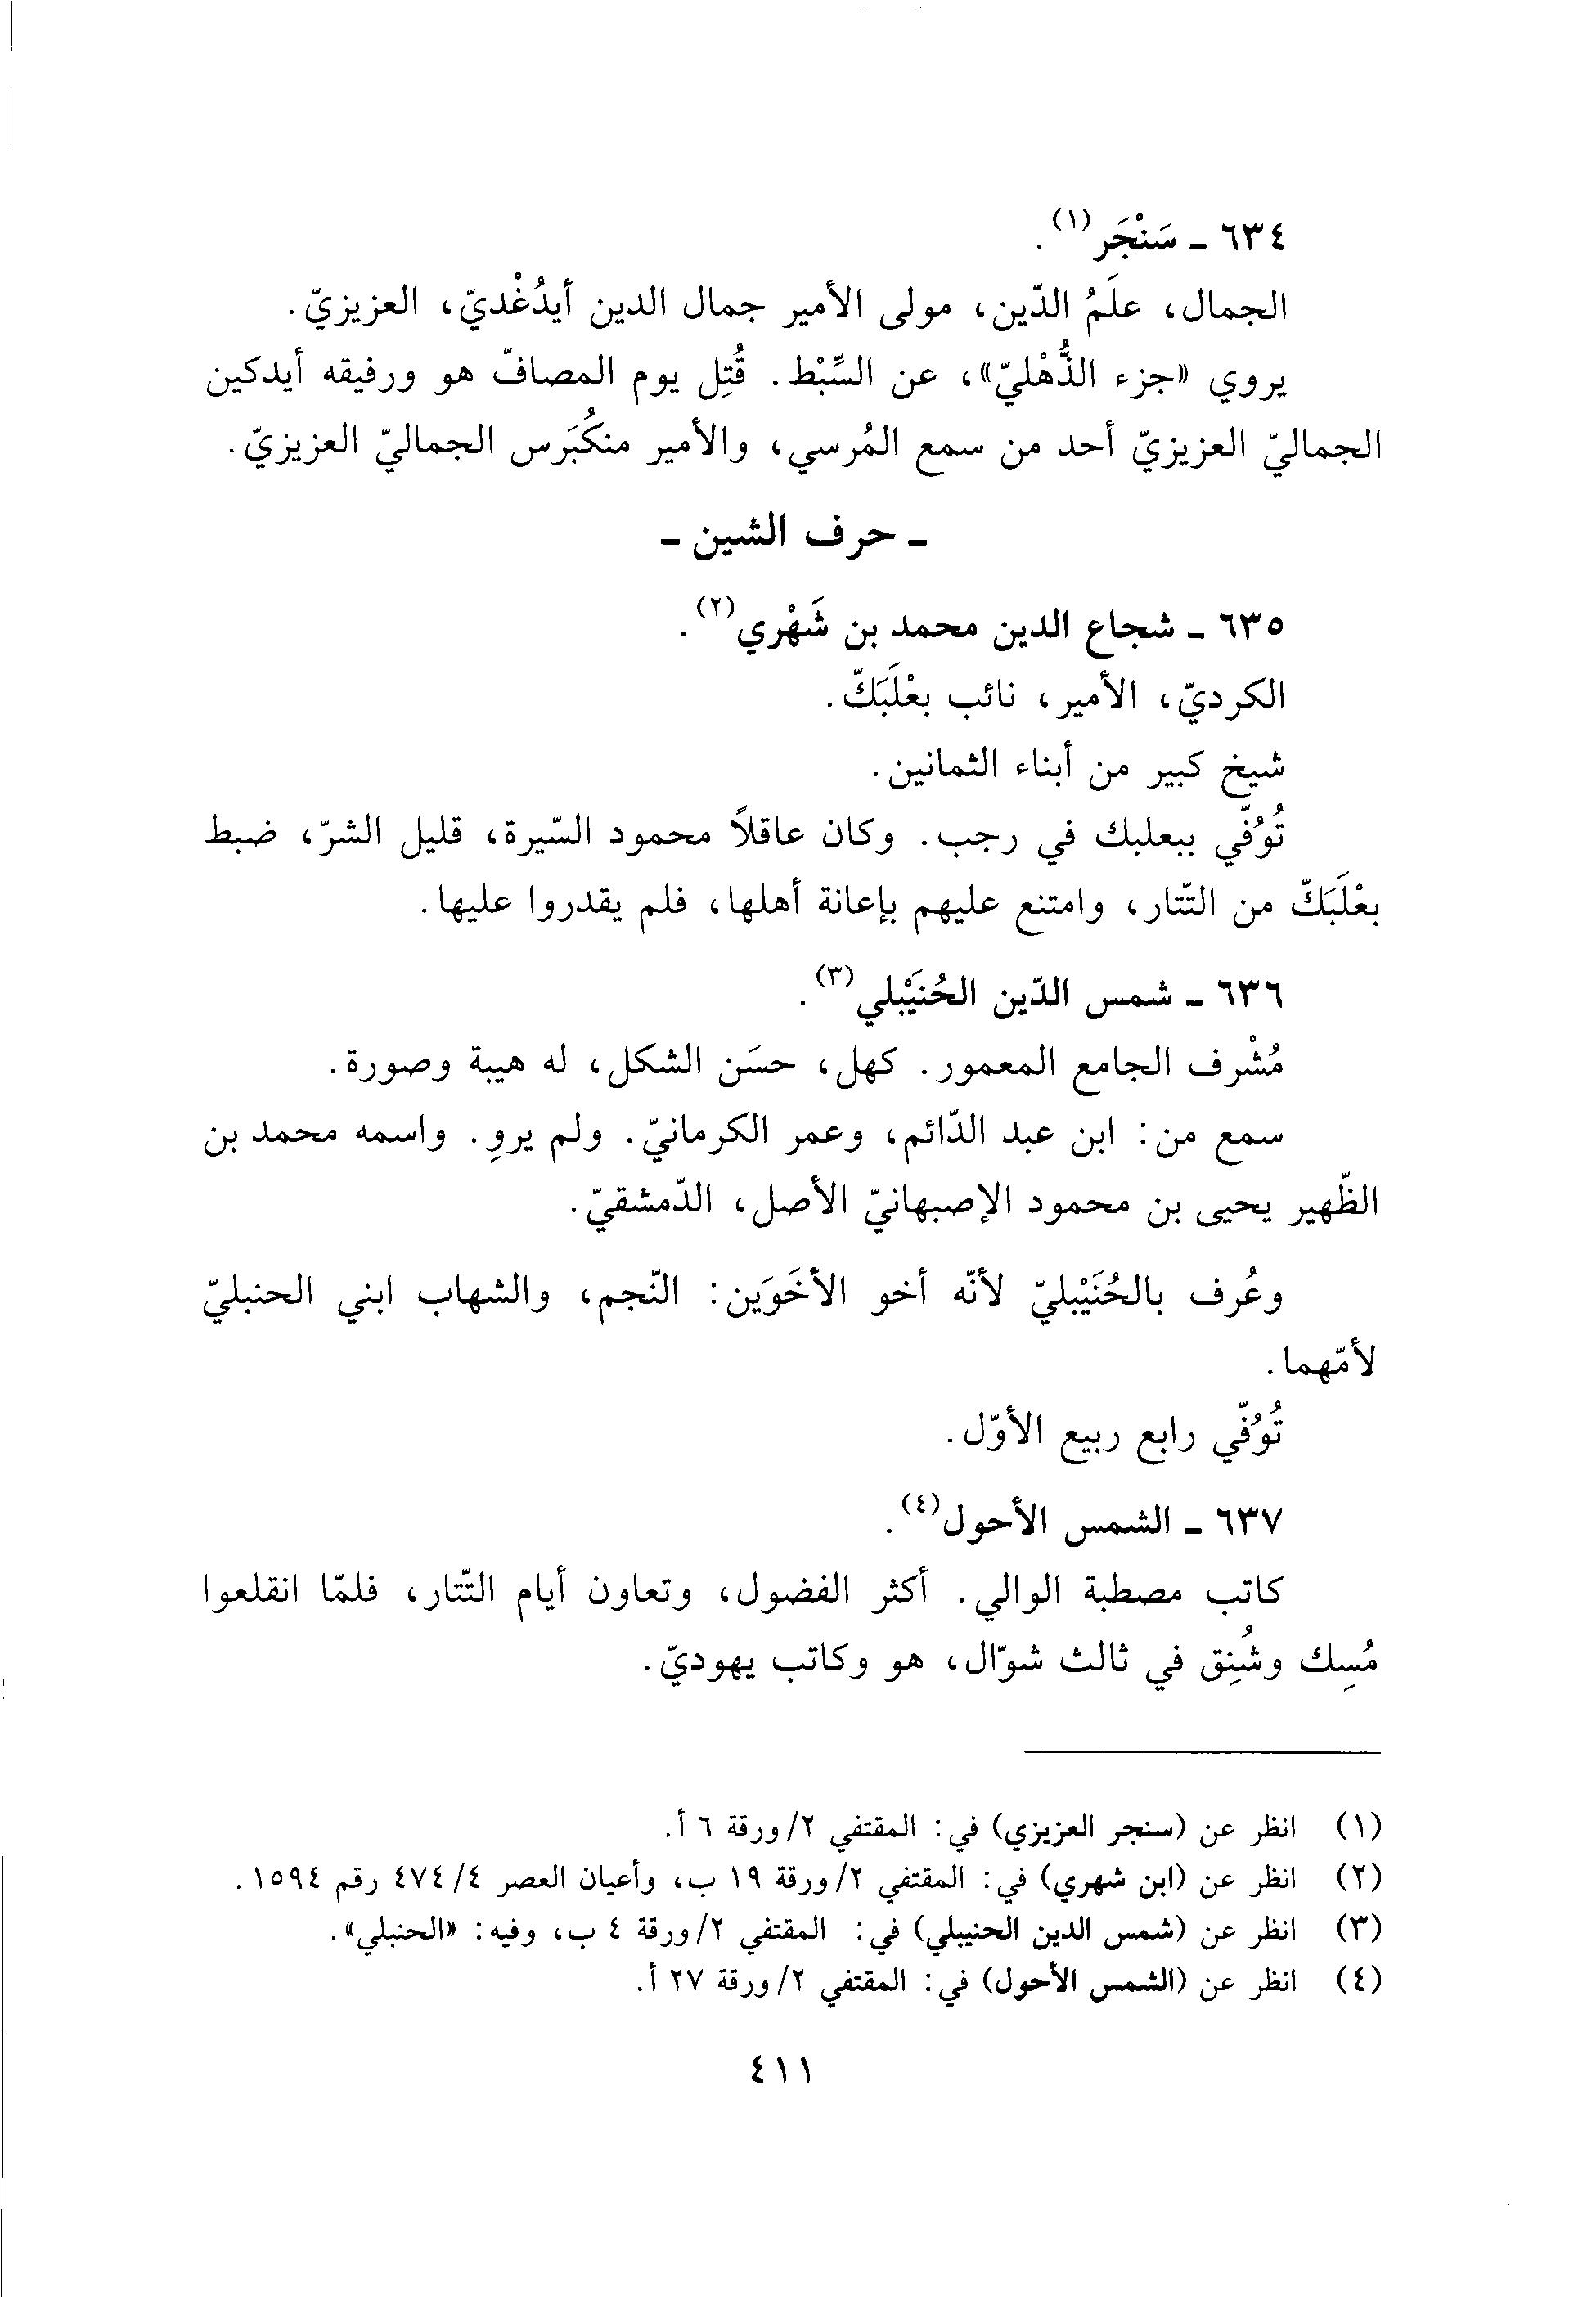 ٦٣٤ ـ سَنْجَر(١).
الجمال، علَمُ الدّين، مولى الأمير جمال الدين أيدُغْديّ، العزيزيّ.
يروي «جزء الذُّهْليّ»، عن السِّبْط. قُتِل يوم المصافّ هو ورفيقه أيدكين
الجماليّ العزيزيّ أحد من سمع المُرسي، والأمير منكُبَرس الجماليّ العزيزيّ.
ـ حرف الشين ـ
٦٣٥ ـ شجاع الدين محمد بن شَهْري(٢).
الكرديّ، الأمير، نائب بعْلَبَكّ.
شيخ كبير من أبناء الثمانين.
تُوُفّي ببعلبك في رجب. وكان عاقلاً محمود السّيرة، قليل الشرّ، ضبط
بعْلَبَكّ من التّتار، وامتنع عليهم بإعانة أهلها، فلم يقدروا عليها.
٦٣٦ ـ شمس الدّين الحُنَيْبلي(٣).
مُشْرف الجامع المعمور. كهل، حسَن الشكل، له هيبة وصورة.
سمع من: ابن عبد الدّائم، وعمر الكرمانيّ. ولم يروِ. واسمه محمد بن
الظّهير يحيى بن محمود الإصبهانيّ الأصل، الدّمشقيّ.
وعُرف بالحُنَيْبليّ لأنّه أخو الأخَوَين: النّجم، والشهاب ابني الحنبليّ
لأمّهما.
تُوُفّي رابع ربيع الأوّل.
٦٣٧ ـ الشمس الأحول(٤).
كاتب مصطبة الوالي. أكثر الفضول، وتعاون أيام التّتار، فلمّا انقلعوا
مُسِك وشُنِق في ثالث شوّال، هو وكاتب يهوديّ.
(١) انظر عن (سنجر العزيزي) في: المقتفي ٢/ورقة ٦ أ.
(٢) انظر عن (ابن شهري) في: المقتفي ٢/ورقة ١٩ ب، وأعيان العصر ٤/٤٧٤ رقم ١٥٩٤.
(٣) انظر عن (شمس الدين الحنيبلي) في: المقتفي ٢/ورقة ٤ ب، وفيه: «الحنبلي».
(٤) انظر عن (الشمس الأحول) في: المقتفي ٢/ورقة ٢٧ أ.
٤١١